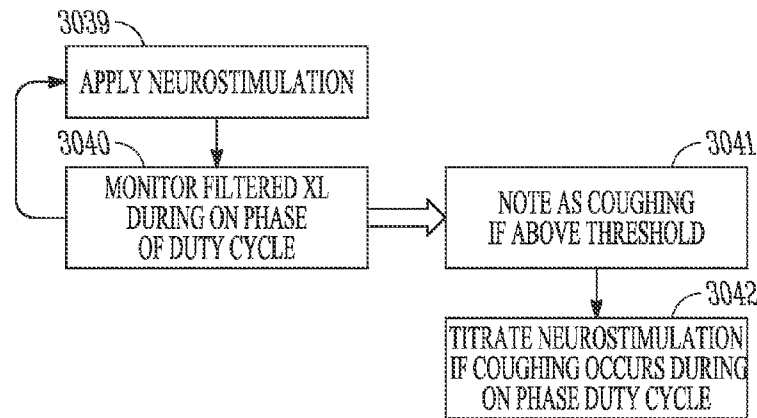 3039
APPLY NEUROSTIMULATION
3040
MONITOR FILTERED XL
DURING ON PHASE
OF DUTY CYCLE
3041
NOTE AS COUGHING
IF ABOVE THRESHOLD
3042
TITRATE NEUROSTIMULATION
IF COUGHING OCCURS DURING
ON PHASE DUTY CYCLE